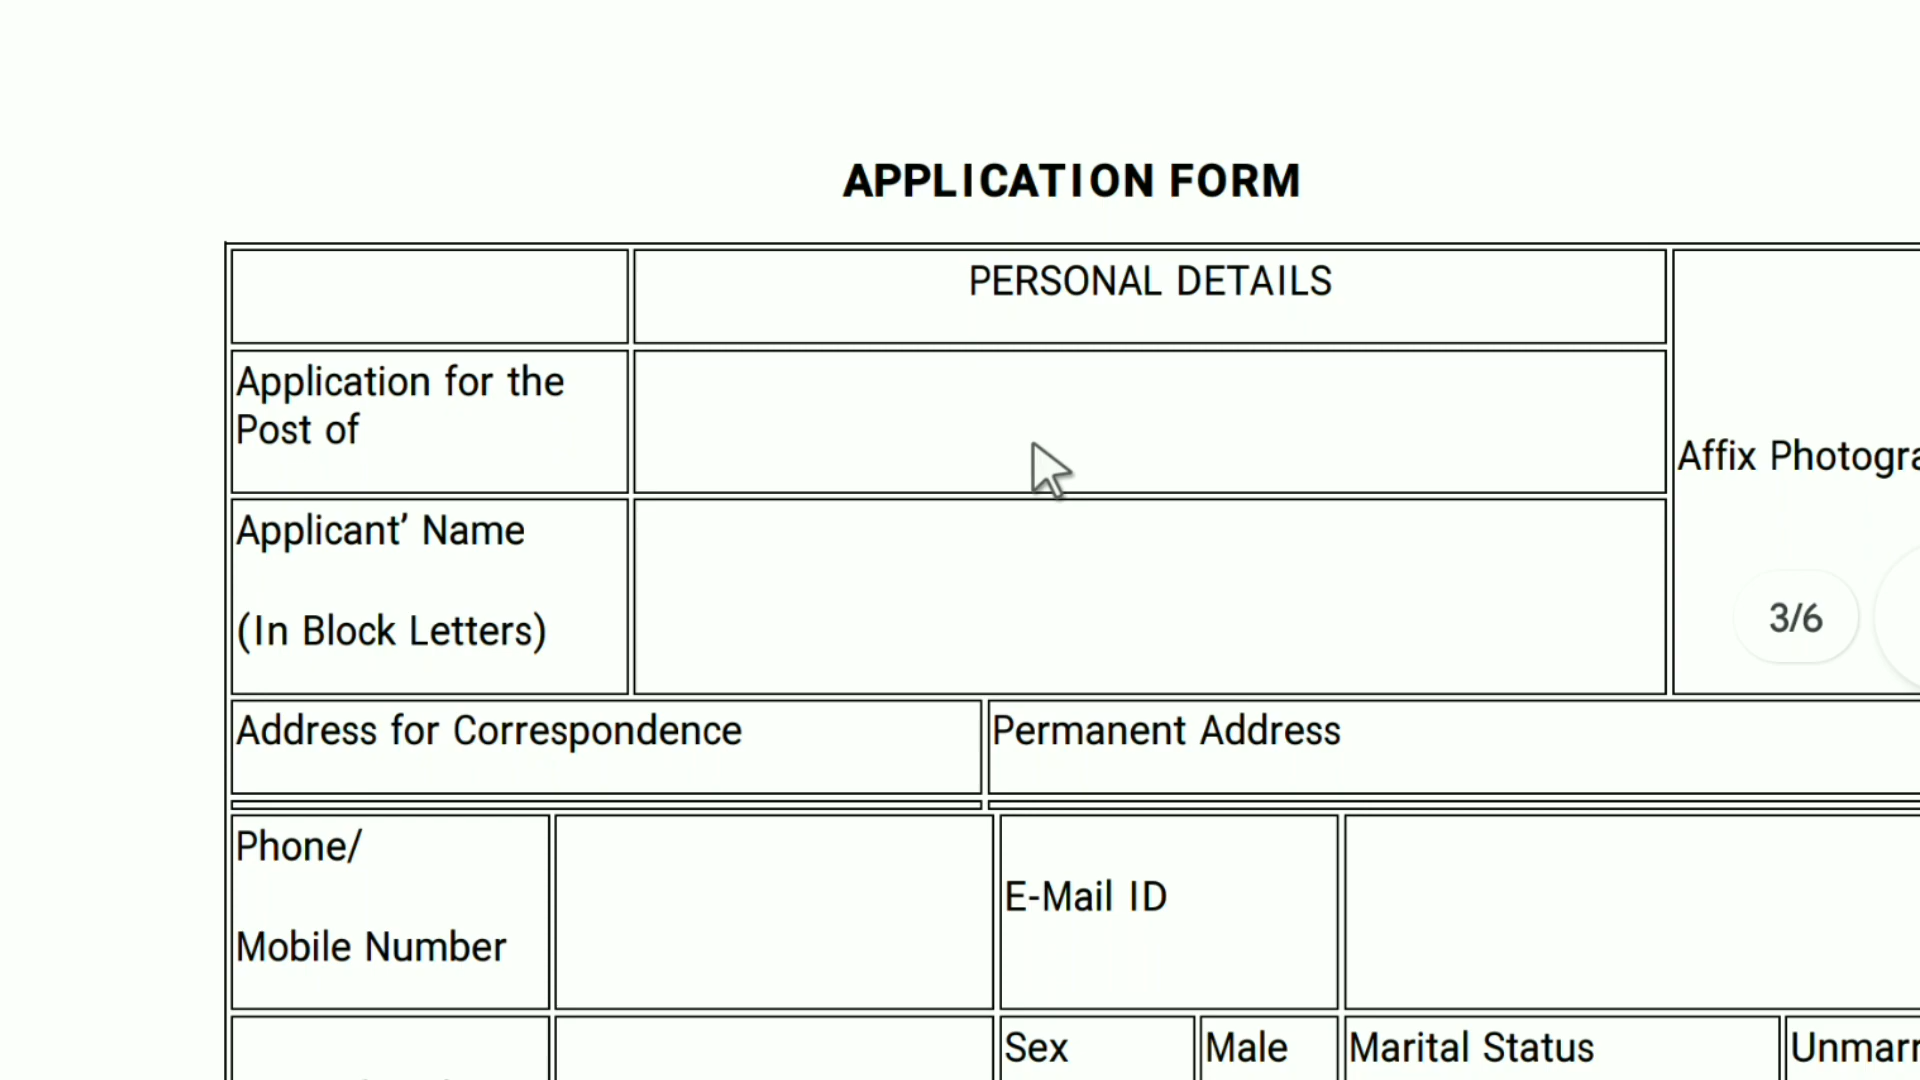 APPLICATION FORM
PERSONAL DETAILS
Application for the
Post of
Affix Photogra
Applicant’ Name
(In Block Letters)
3/6
Address for Correspondence
Permanent Address
Phone/
Mobile Number
E-Mail ID
Sex
Male
Marital Status
Unmarr